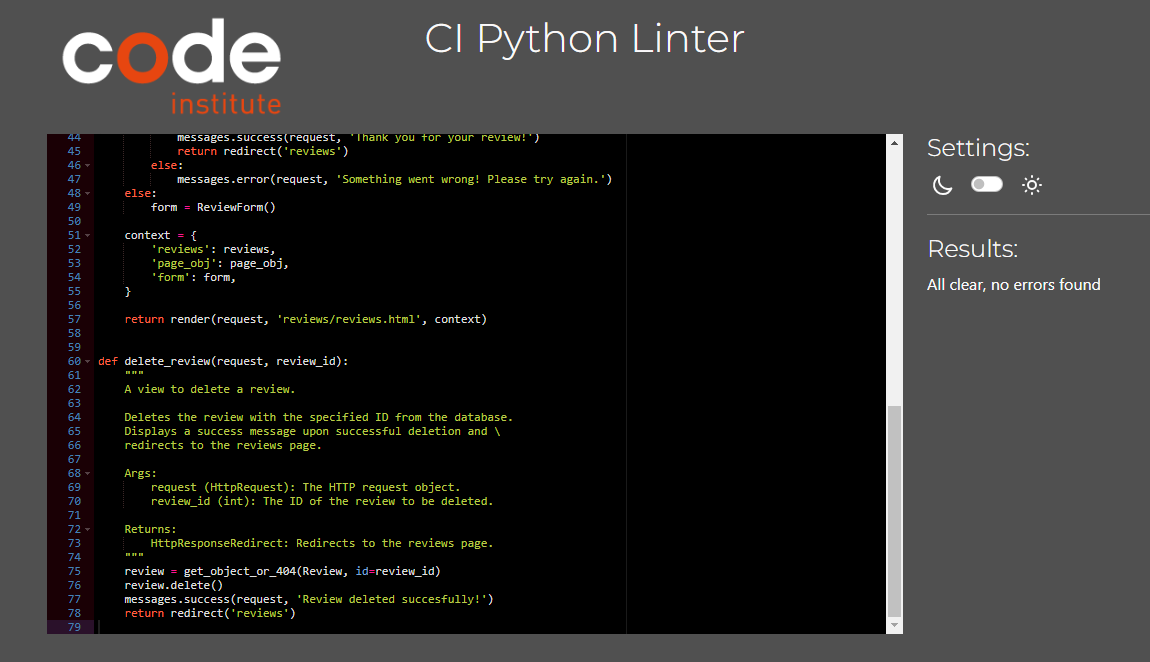 code
institute
CI Python Linter
44 messages.success(request, 'Thank you for your review!')
45 return redirect('reviews')
46 else:
47 messages.error(request, 'Something went wrong! Please try again.')
48 else:
49 form = ReviewForm()
50
51 context = {
52 'reviews': reviews,
53 'page_obj': page_obj,
54 'form': form,
55 }
56
57 return render(request, 'reviews/reviews.html', context)
58
59
60 def delete_review(request, review_id):
61 """
62 A view to delete a review.
63
64 Deletes the review with the specified ID from the database.
65 Displays a success message upon successful deletion and \
66 redirects to the reviews page.
67
68 Args:
69 request (HttpRequest): The HTTP request object.
70 review_id (int): The ID of the review to be deleted.
71
72 Returns:
73 HttpResponseRedirect: Redirects to the reviews page.
74 """
75 review = get_object_or_404(Review, id=review_id)
76 review.delete()
77 messages.success(request, 'Review deleted succesfully!')
78 return redirect('reviews')
79
Settings:
Results:
All clear, no errors found